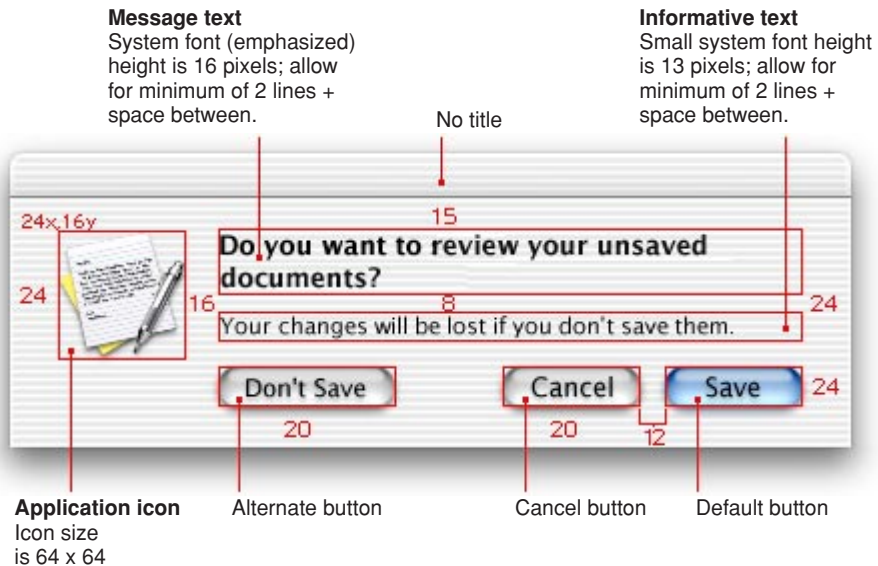 Message text
System font (emphasized)
height is 16 pixels; allow
for minimum of 2 lines +
space between.
No title
Informative text
Small system font height
is 13 pixels; allow for
minimum of 2 lines +
space between.
24x,16y
15
Do you want to review your unsaved
documents?
24
16
8
24
Your changes will be lost if you don't save them.
Don't Save
Cancel
Save
24
20
20
12
Application icon
Icon size
is 64 x 64
Alternate button
Cancel button
Default button